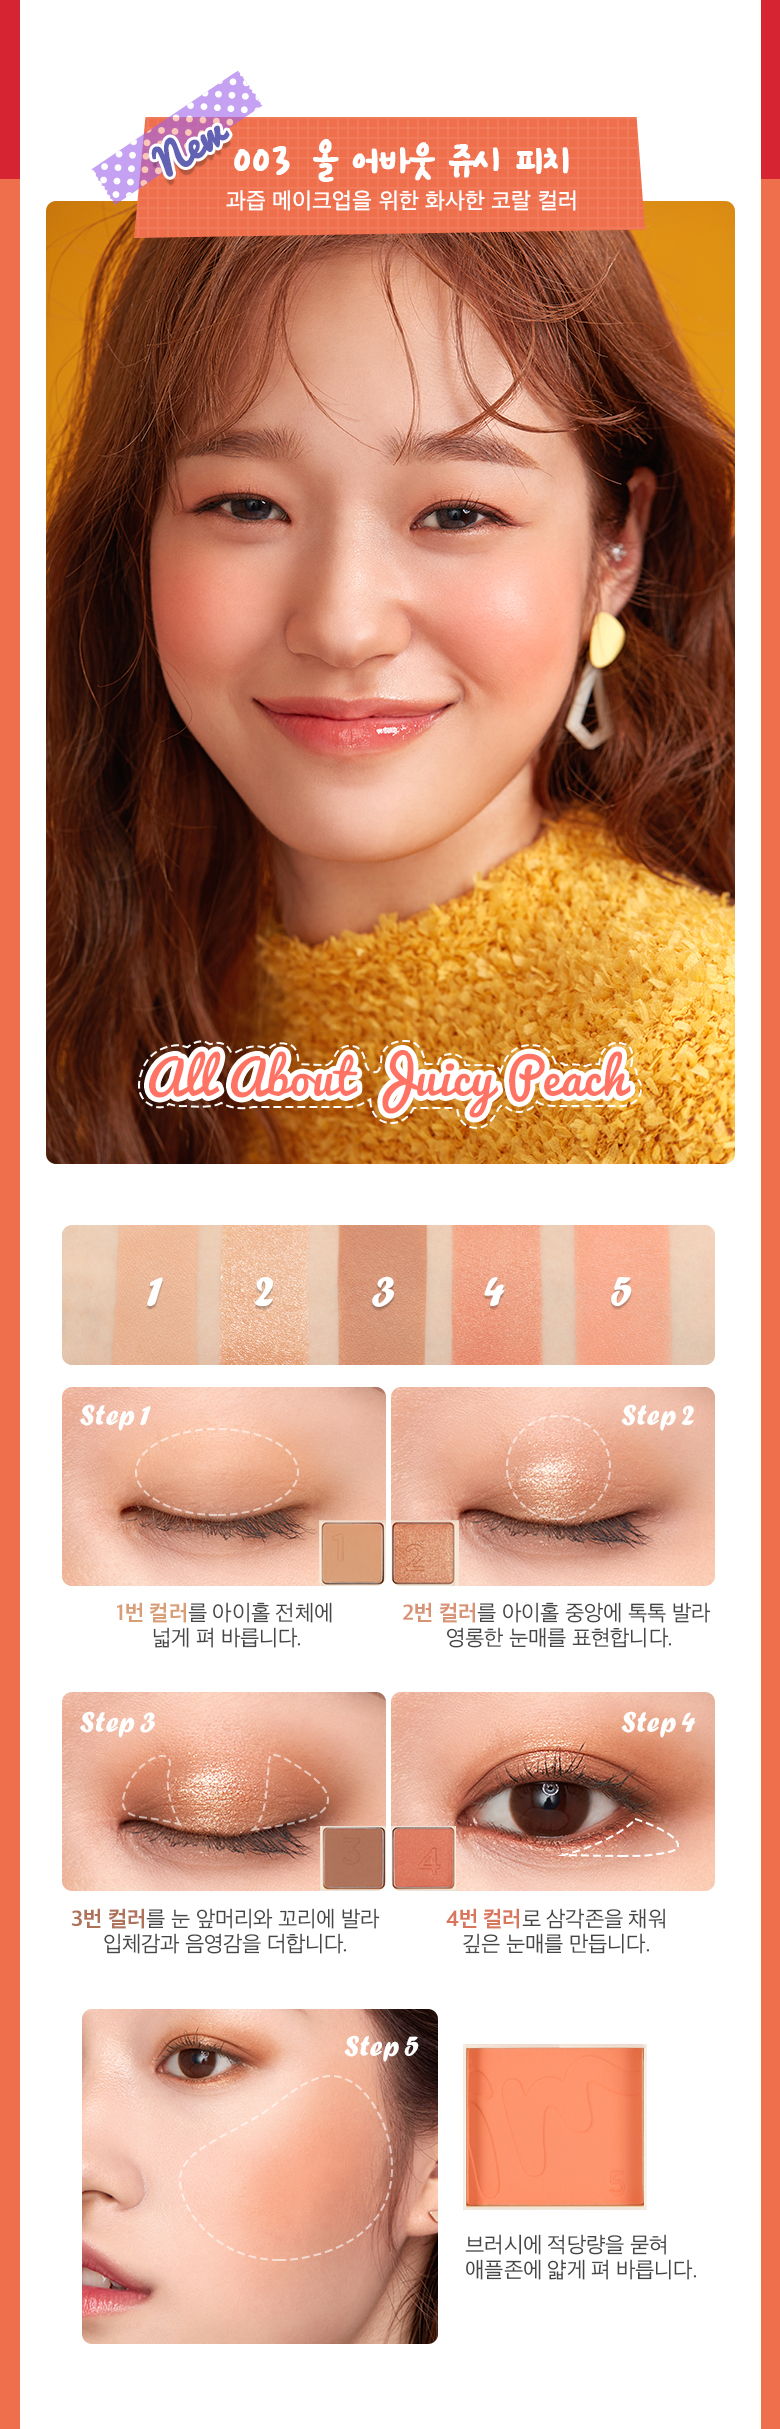 New
003 올 어바웃 쥬시 피치
과즙 메이크업을 위한 화사한 코랄 컬러
All About Juicy Peach
1 2 3 4 5
Step 1
Step 2
1
2
1번 컬러를 아이홀 전체에
넓게 펴 바릅니다.
2번 컬러를 아이홀 중앙에 톡톡 발라
영롱한 눈매를 표현합니다.
Step 3
Step 4
3
4
3번 컬러를 눈 앞머리와 꼬리에 발라
입체감과 음영감을 더합니다.
4번 컬러로 삼각존을 채워
깊은 눈매를 만듭니다.
Step 5
5
브러시에 적당량을 묻혀
애플존에 얇게 펴 바릅니다.